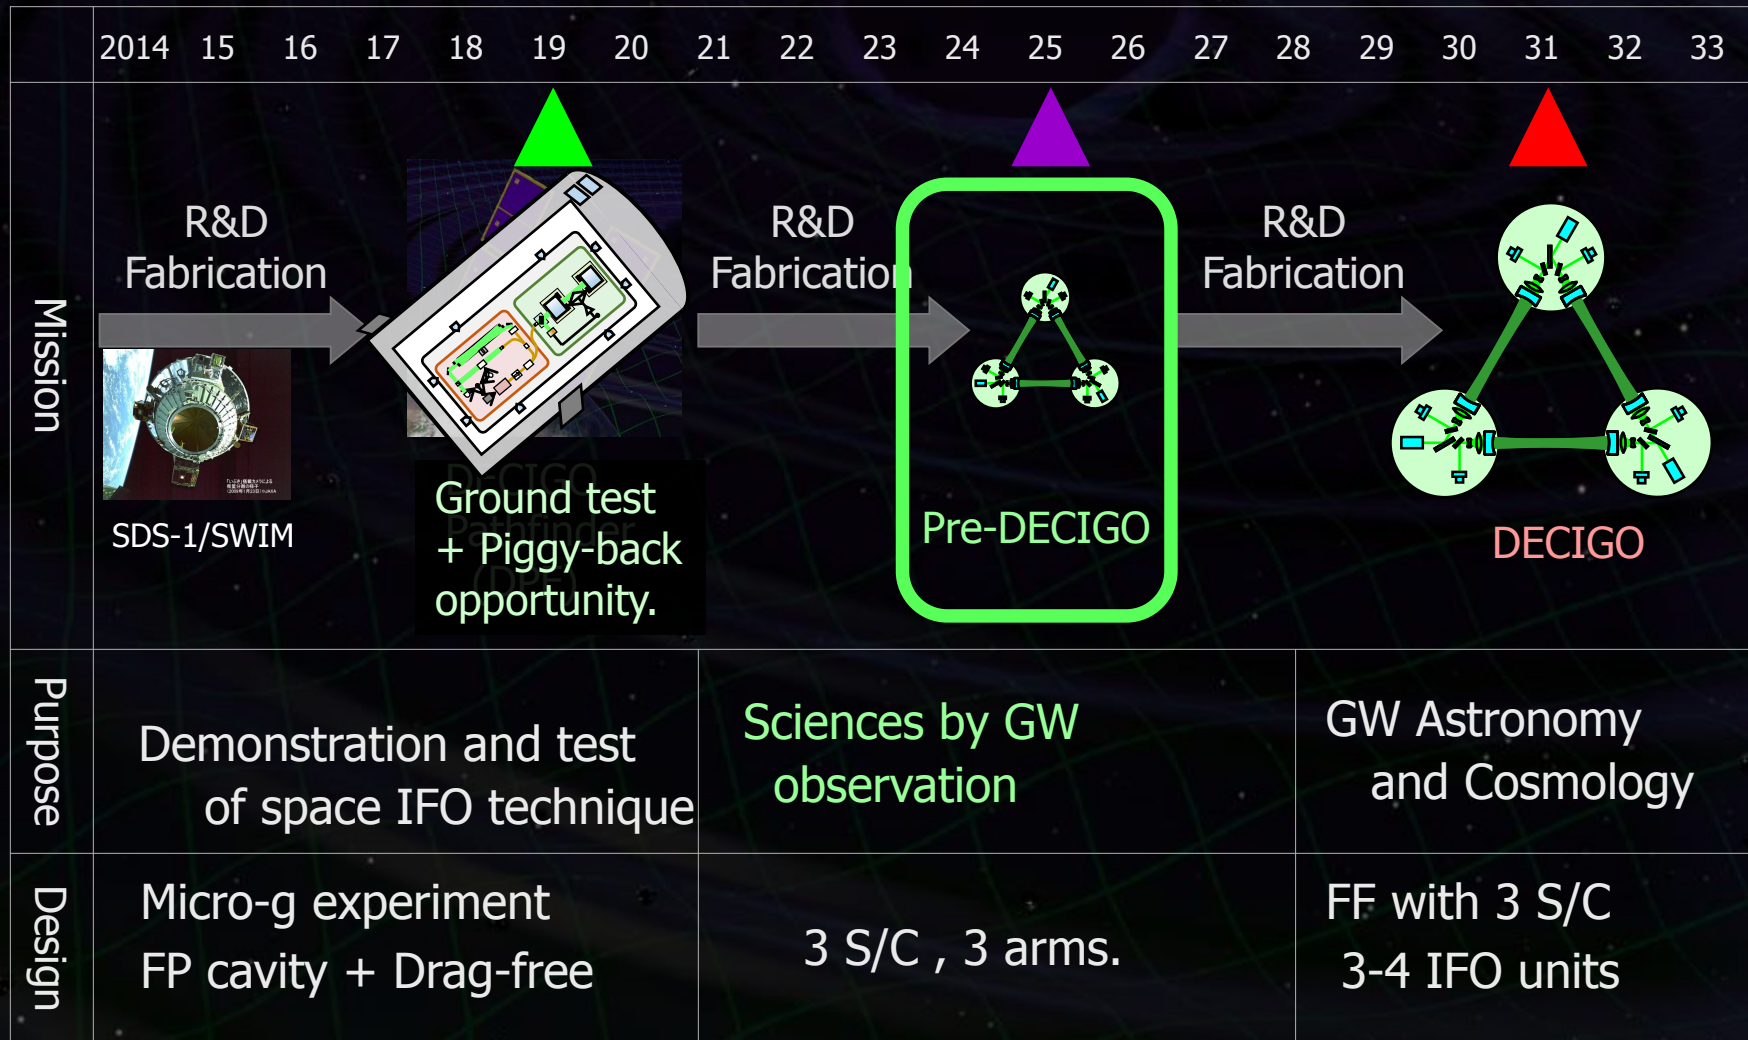 2014 15 16 17 18 19 20 21 22 23 24 25 26 27 28 29 30 31 32 33
Mission
R&D
Fabrication
SDS-1/SWIM
DECIGO
Pathfinder
(DPF)
Ground test
+ Piggy-back
opportunity.
R&D
Fabrication
Pre-DECIGO
R&D
Fabrication
DECIGO
Purpose
Demonstration and test
of space IFO technique
Sciences by GW
observation
GW Astronomy
and Cosmology
Design
Micro-g experiment
FP cavity + Drag-free
3 S/C , 3 arms.
FF with 3 S/C
3-4 IFO units